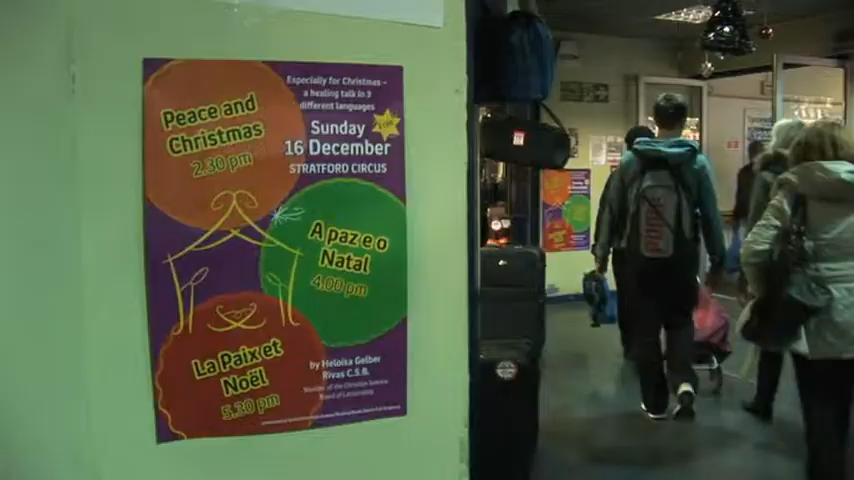 Especially for Christmas –
a healing talk in 3
different languages
Peace and
Christmas
2.30 pm
Sunday
16 December
STRATFORD CIRCUS
A paz e o
Natal
4.00 pm
La Paix et
Noël
5.30 pm
by Heloísa Gelber
Rivas C.S.B.
Member of the Christian Science
Board of Lectureship